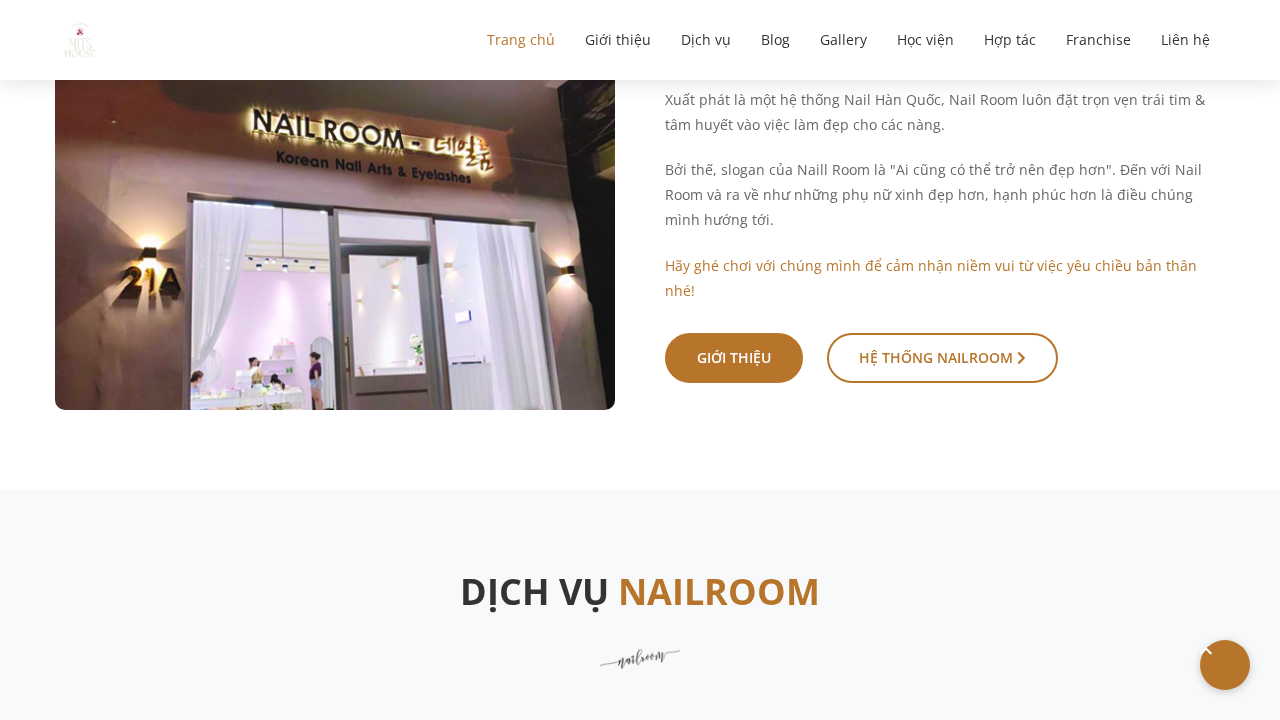 MITS
HOUSE
Trang chủ
Giới thiệu
Dịch vụ
Blog
Gallery
Học viện
Hợp tác
Franchise
Liên hệ
NAIL ROOM - 네일룸
Korean Nail Arts & Eyelashes
21A
Xuất phát là một hệ thống Nail Hàn Quốc, Nail Room luôn đặt trọn vẹn trái tim &
tâm huyết vào việc làm đẹp cho các nàng.
Bởi thế, slogan của Naill Room là "Ai cũng có thể trở nên đẹp hơn". Đến với Nail
Room và ra về như những phụ nữ xinh đẹp hơn, hạnh phúc hơn là điều chúng
mình hướng tới.
Hãy ghé chơi với chúng mình để cảm nhận niềm vui từ việc yêu chiều bản thân
nhé!
GIỚI THIỆU
HỆ THỐNG NAILROOM
DỊCH VỤ NAILROOM
nailroom